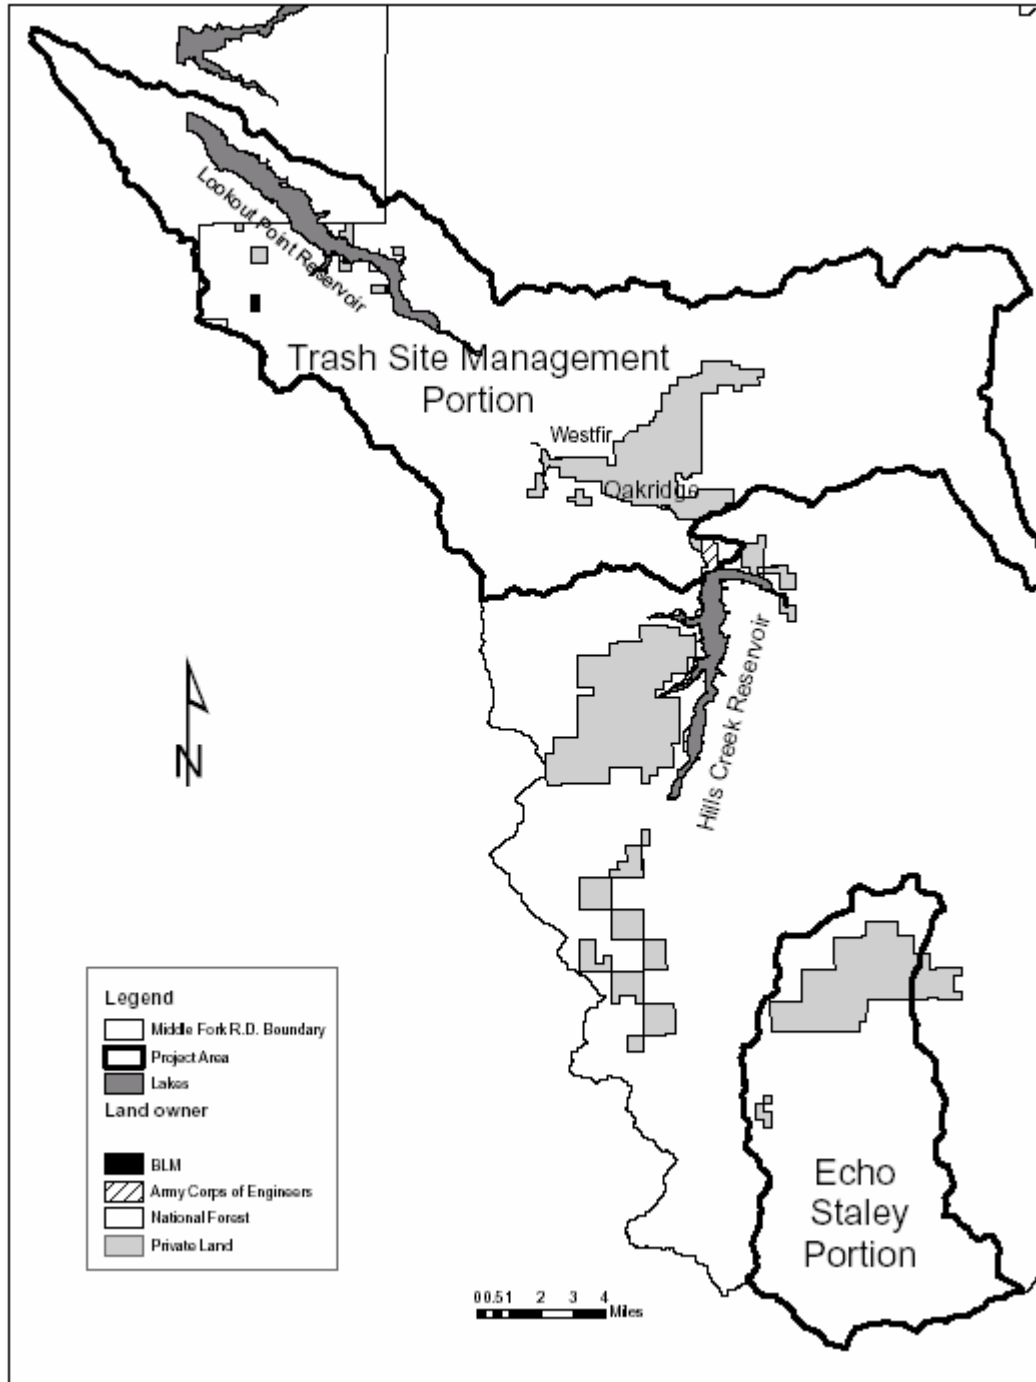 Lookout Point Reservoir
Trash Site Management
Portion
Westfir
Oakridge
Hills Creek Reservoir
N
Legend
Middle Fork R.D. Boundary
Project Area
Lakes
Land owner
BLM
Army Corps of Engineers
National Forest
Private Land
Echo
Staley
Portion
0 0.5 1 2 3 4
Miles